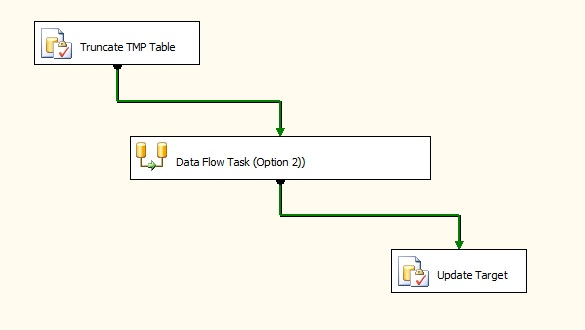 Truncate TMP Table
Data Flow Task (Option 2))
Update Target